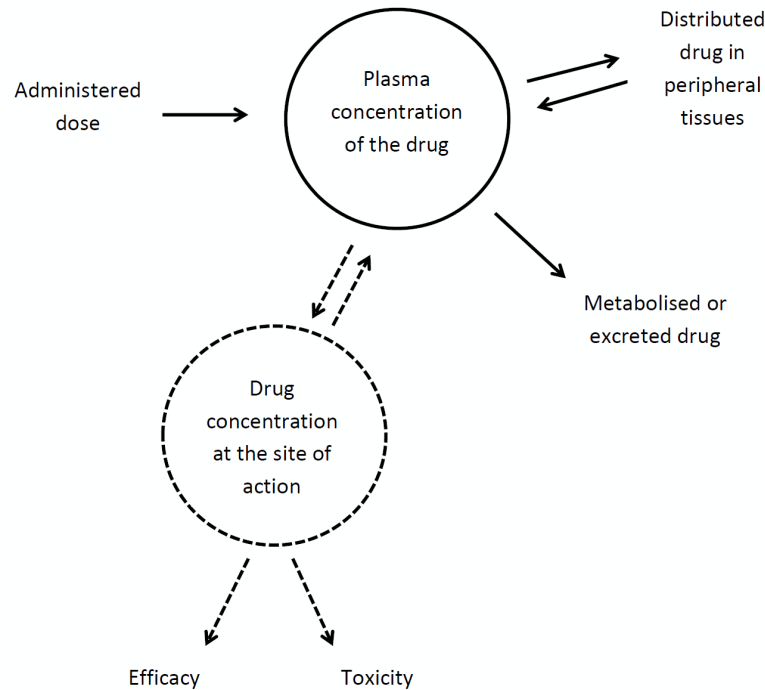 Administered
dose
Plasma
concentration
of the drug
Distributed
drug in
peripheral
tissues
Metabolised or
excreted drug
Drug
concentration
at the site of
action
Efficacy
Toxicity